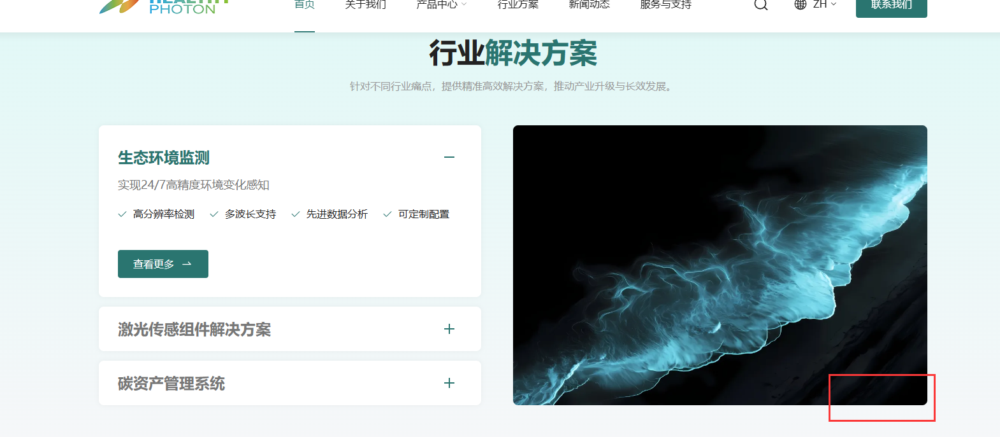 HEALTH
PHOTON
首页 关于我们 产品中心 行业方案 新闻动态 服务与支持 ZH 联系我们
行业解决方案
针对不同行业痛点，提供精准高效解决方案，推动产业升级与长效发展。
生态环境监测
实现24/7高精度环境变化感知
高分辨率检测 多波长支持 先进数据分析 可定制配置
查看更多
激光传感组件解决方案
碳资产管理系统